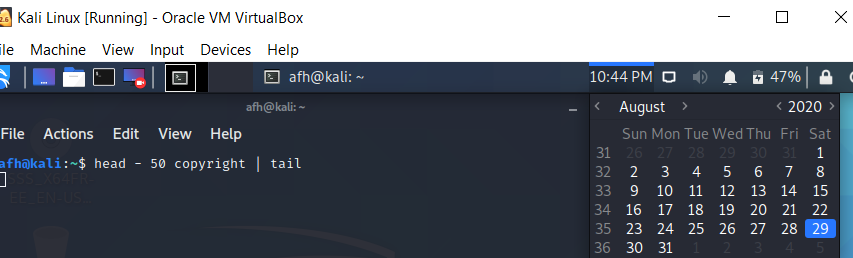 Kali Linux [Running] - Oracle VM VirtualBox
ile Machine View Input Devices Help
afh@kali: ~ 10:44 PM 47%
afh@kali: ~
File Actions Edit View Help
afh@kali:~$ head - 50 copyright | tail
August 2020
Sun Mon Tue Wed Thu Fri Sat
31 26 27 28 29 30 31 1
32 2 3 4 5 6 7 8
33 9 10 11 12 13 14 15
34 16 17 18 19 20 21 22
35 23 24 25 26 27 28 29
36 30 31 1 2 3 4 5